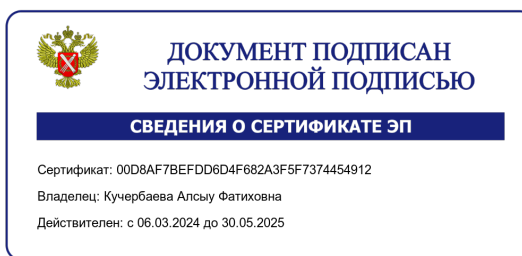 ДОКУМЕНТ ПОДПИСАН
ЭЛЕКТРОННОЙ ПОДПИСЬЮ
СВЕДЕНИЯ О СЕРТИФИКАТЕ ЭП
Сертификат: 00D8AF7BEFDD6D4F682A3F5F7374454912
Владелец: Кучербаева Алсыу Фатиховна
Действителен: с 06.03.2024 до 30.05.2025